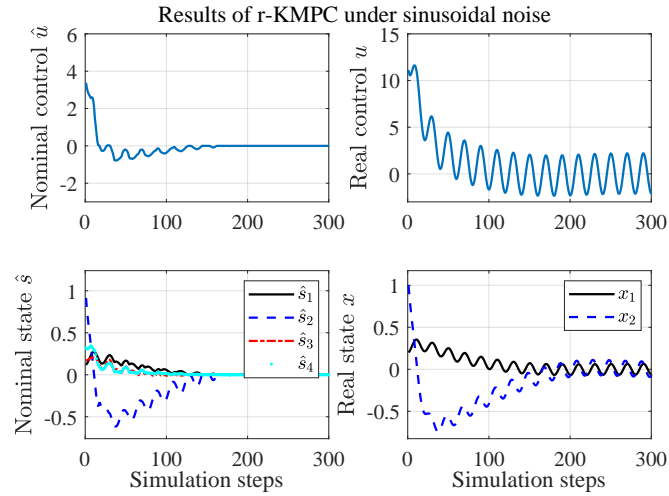 Results of r-KMPC under sinusoidal noise
Nominal control û
6
4
2
0
-2
0
100
200
300
Real control u
15
10
5
0
0
100
200
300
Nominal state ŝ
1
0.5
0
-0.5
0
100
200
300
Simulation steps
ŝ₁
ŝ₂
ŝ₃
ŝ₄
Real state x
1
0.5
0
-0.5
0
100
200
300
Simulation steps
x₁
x₂